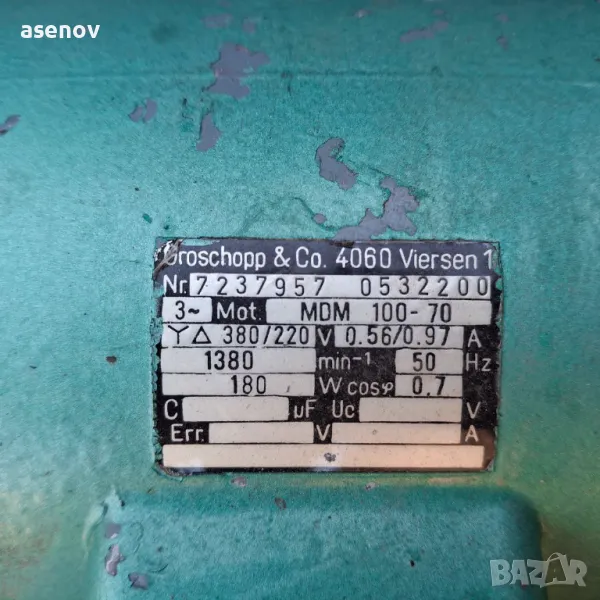 asenov
Groschopp & Co. 4060 Viersen 1
Nr. 7237957 0532200
3~ Mot. MDM 100-70
Y Δ 380/220 V 0.56/0.97 A
1380 min-1 50 Hz
180 W cosφ 0.7
C µF Uc V
Err. V A
BAZAR